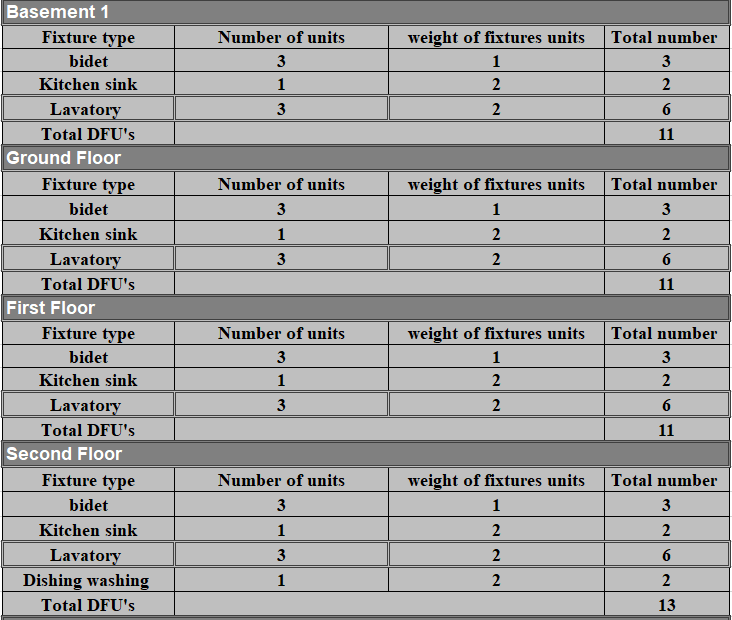 Basement 1
Fixture type Number of units weight of fixtures units Total number
bidet 3 1 3
Kitchen sink 1 2 2
Lavatory 3 2 6
Total DFU's 11
Ground Floor
Fixture type Number of units weight of fixtures units Total number
bidet 3 1 3
Kitchen sink 1 2 2
Lavatory 3 2 6
Total DFU's 11
First Floor
Fixture type Number of units weight of fixtures units Total number
bidet 3 1 3
Kitchen sink 1 2 2
Lavatory 3 2 6
Total DFU's 11
Second Floor
Fixture type Number of units weight of fixtures units Total number
bidet 3 1 3
Kitchen sink 1 2 2
Lavatory 3 2 6
Dishing washing 1 2 2
Total DFU's 13